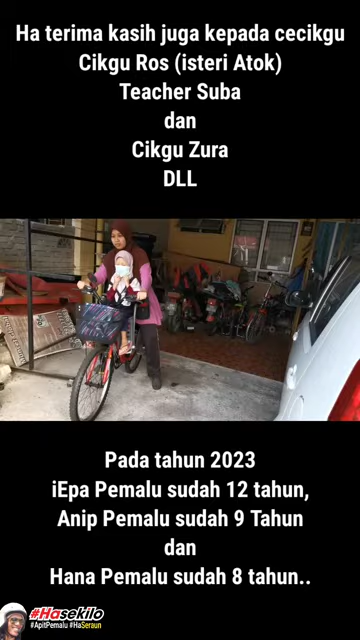 Ha terima kasih juga kepada cecikgu
Cikgu Ros (isteri Atok)
Teacher Suba
dan
Cikgu Zura
DLL
Pada tahun 2023
iEpa Pemalu sudah 12 tahun,
Anip Pemalu sudah 9 Tahun
dan
Hana Pemalu sudah 8 tahun..
#Hasekilo
#ApitPemalu #HaSeraun